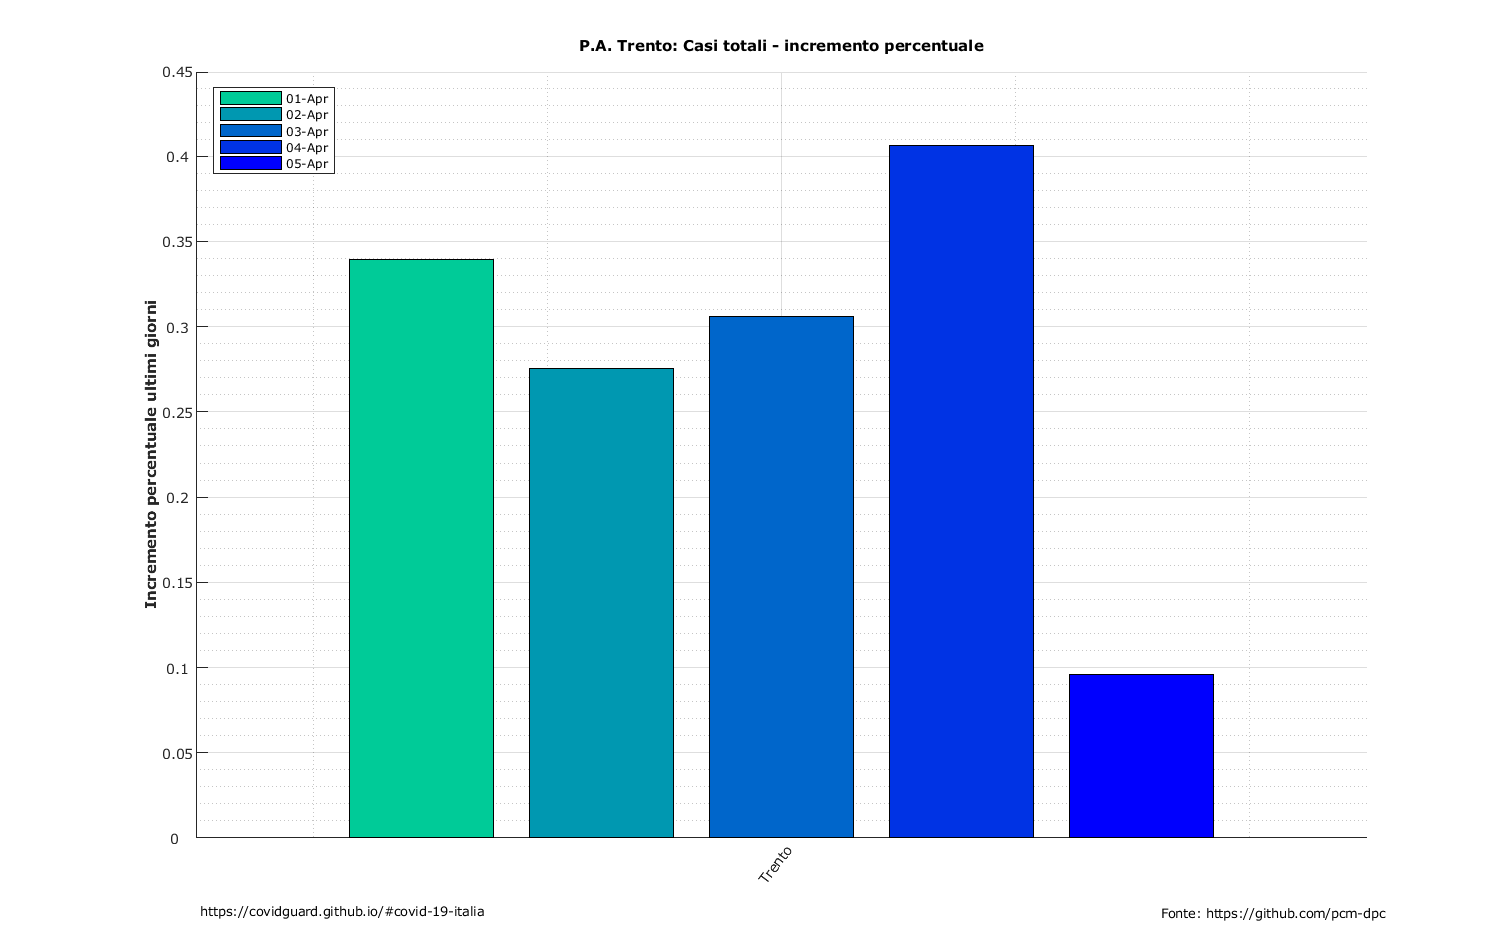 P.A. Trento: Casi totali - incremento percentuale
0.45
0.4
0.35
0.3
0.25
0.2
0.15
0.1
0.05
0
Incremento percentuale ultimi giorni
01-Apr
02-Apr
03-Apr
04-Apr
05-Apr
Trento
https://covidguard.github.io/#covid-19-italia
Fonte: https://github.com/pcm-dpc